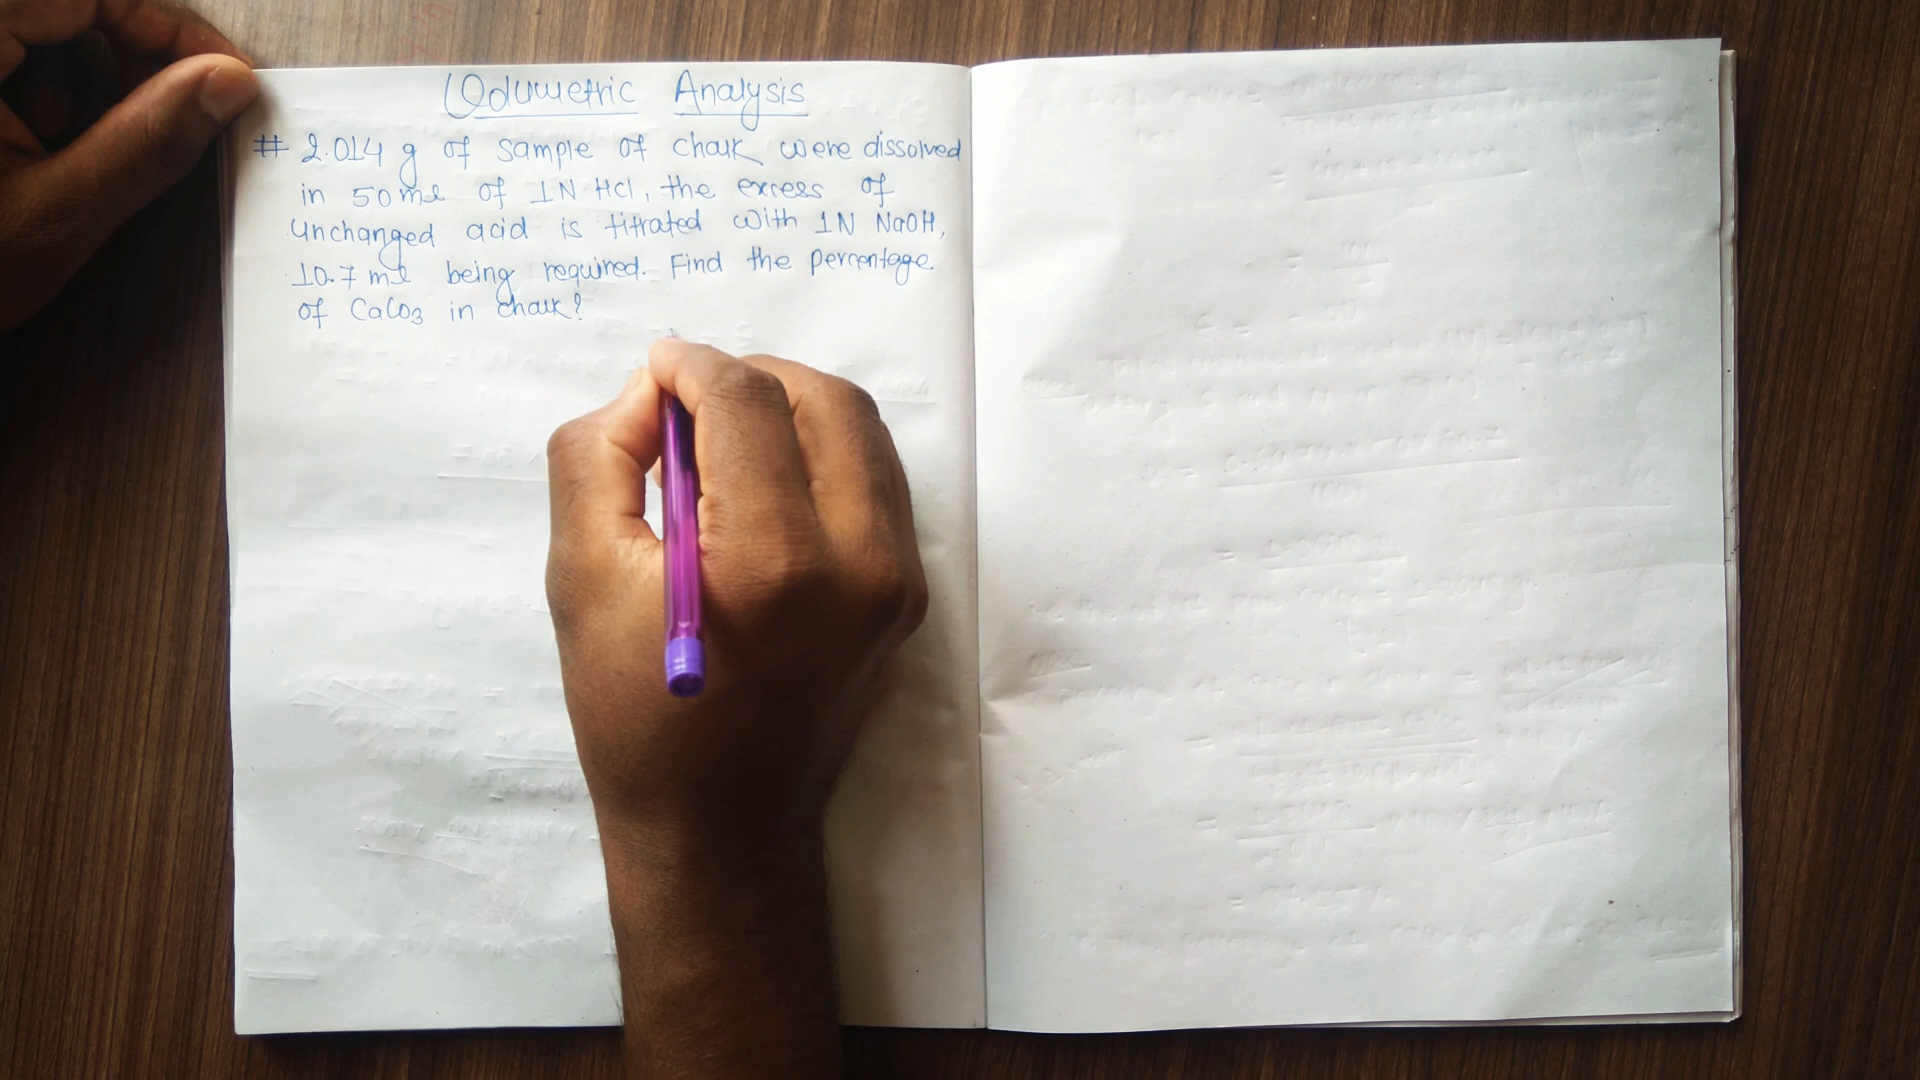 Volumetric Analysis
# 2.014 g of sample of chalk were dissolved
in 50ml of 1N HCl, the excess of
Unchanged acid is titrated with 1N NaOH,
10.7 ml being required. Find the percentage
of CaCO3 in chalk?